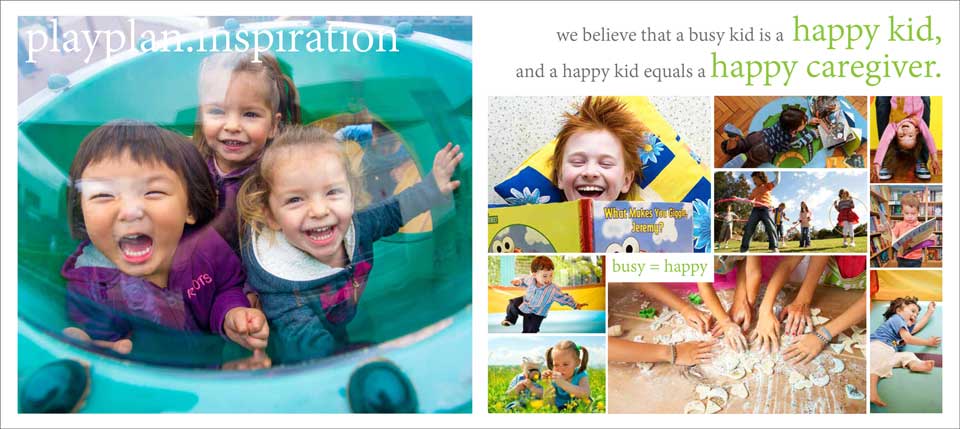 playplan.inspiration
we believe that a busy kid is a happy kid,
and a happy kid equals a happy caregiver.
What Makes You Giggle,
Jeremy?
busy = happy
ROOTS